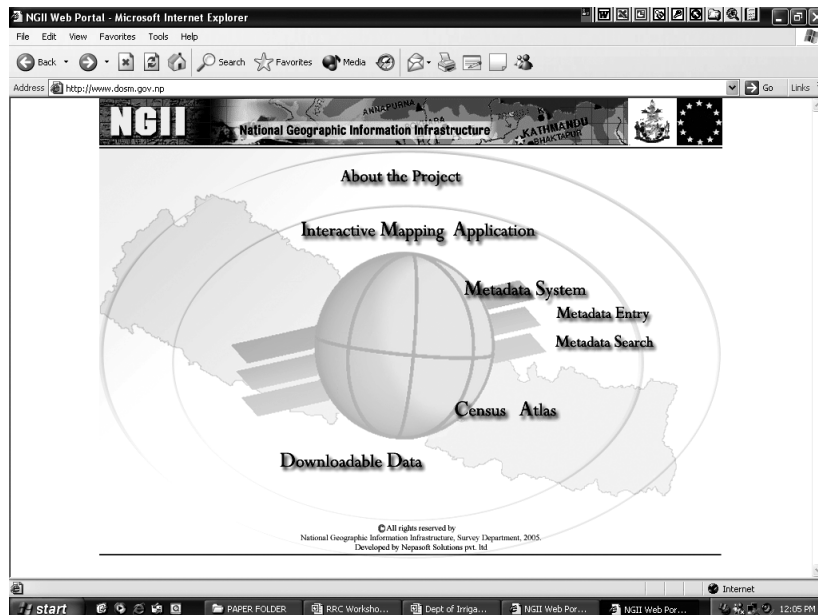 NGII Web Portal - Microsoft Internet Explorer
File Edit View Favorites Tools Help
Back Search Favorites Media
Address http://www.dosm.gov.np Go Links
NGII
National Geographic Information Infrastructure
ANNAPURNA
KATHMANDU
BHAKTAPUR
About the Project
Interactive Mapping Application
Metadata System
Metadata Entry
Metadata Search
Census Atlas
Downloadable Data
© All rights reserved by
National Geographic Information Infrastructure, Survey Department, 2005.
Developed by Nepasoft Solutions pvt. ltd
Internet
start PAPER FOLDER RRC Worksho... Dept of Irriga... NGII Web Por... NGII Web Por... 12:05 PM